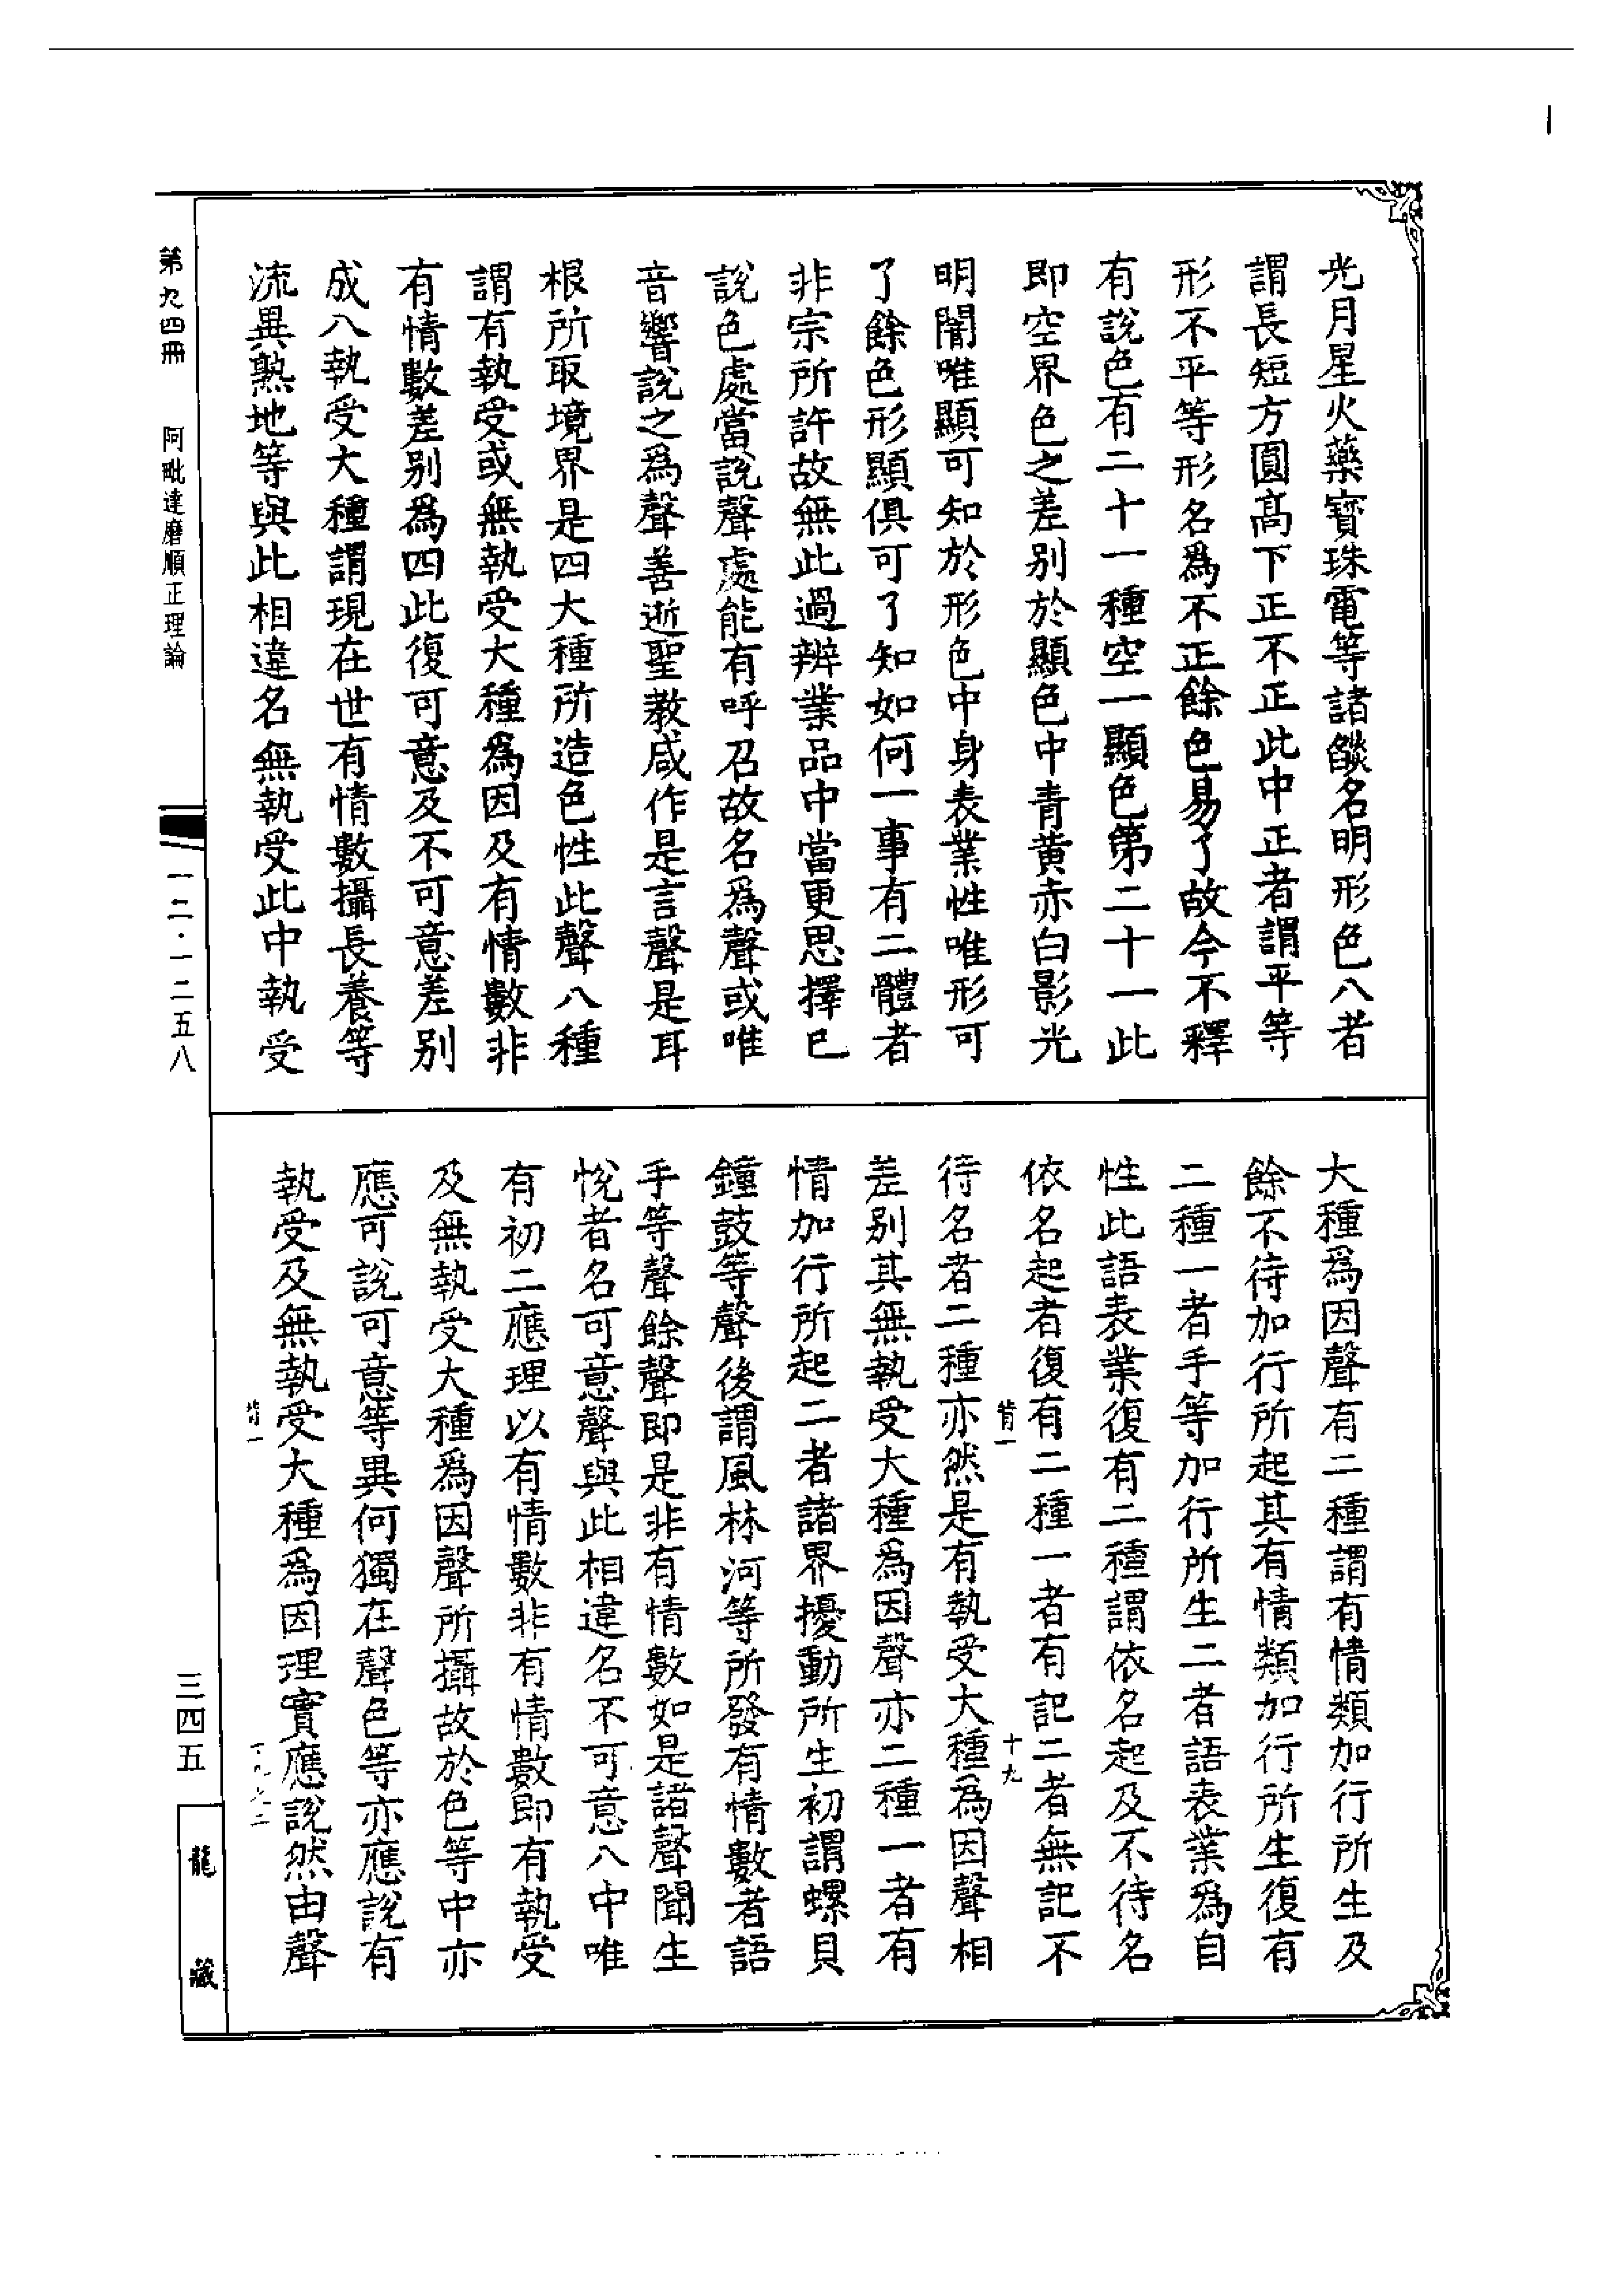 光月星火藥寶珠電等諸燄名明形色八者
謂長短方圓高下正不正此中正者謂平等
形不平等形名為不正餘色易了故今不釋
有說色有二十一種空一顯色第二十一此
即空界色之差別於顯色中青黃赤白影光
明闇唯顯可知於形色中身表業性唯形可
了餘色形顯俱可了知如何一事有二體者
非宗所許故無此過辨業品中當更思擇已
說色處當說聲處能有呼召故名為聲或唯
音響說之為聲善逝聖教咸作是言聲是耳
根所取境界是四大種所造色性此聲八種
謂有執受或無執受大種為因及有情數非
有情數差別為四此復可意及不可意差別
成八執受大種謂現在世有情數攝長養等
流異熟地等與此相違名無執受此中執受
大種為因聲有二種謂有情類加行所生及
餘不待加行所起其有情類加行所生復有
二種一者手等加行所生二者語表業為自
性此語表業復有二種謂依名起及不待名
依名起者復有二種一者有記二者無記不
待名者二種亦然是有執受大種為因聲相
差別其無執受大種為因聲亦二種一者有
情加行所起二者諸界擾動所生初謂螺貝
鐘鼓等聲後謂風林河等所發有情數者語
手等聲餘聲即是非有情數如是諸聲聞生
悅者名可意聲與此相違名不可意八中唯
有初二應理以有情數非有情數即有執受
及無執受大種為因聲所攝故於色等中亦
應可說可意等異何獨在聲色等亦應說有
執受及無執受大種為因理實應說然由聲
十九
第九四冊
阿毗達磨順正理論
一二·一二五八
三四五
龍藏